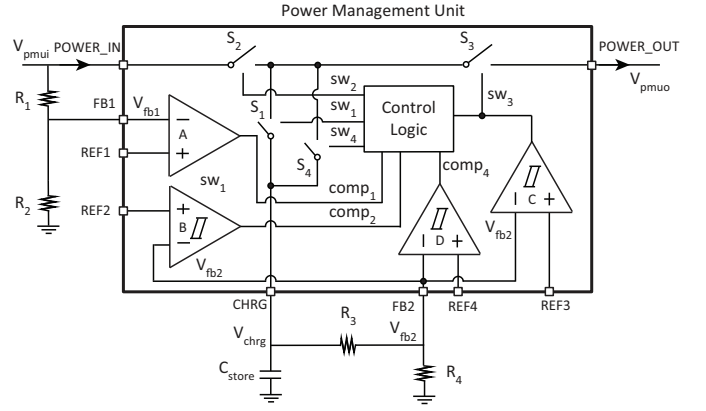 Power Management Unit
V_pmui
POWER_IN
S_2
S_3
POWER_OUT
V_pmuo
R_1
FB1
V_fb1
A
−
+
REF1
S_1
sw_2
sw_1
sw_4
Control
Logic
sw_3
S_4
comp_4
R_2
REF2
sw_1
comp_1
comp_2
+
B
−
V_fb2
D
+
C
+
V_fb2
CHRG
FB2
REF4
REF3
V_chrg
R_3
V_fb2
C_store
R_4